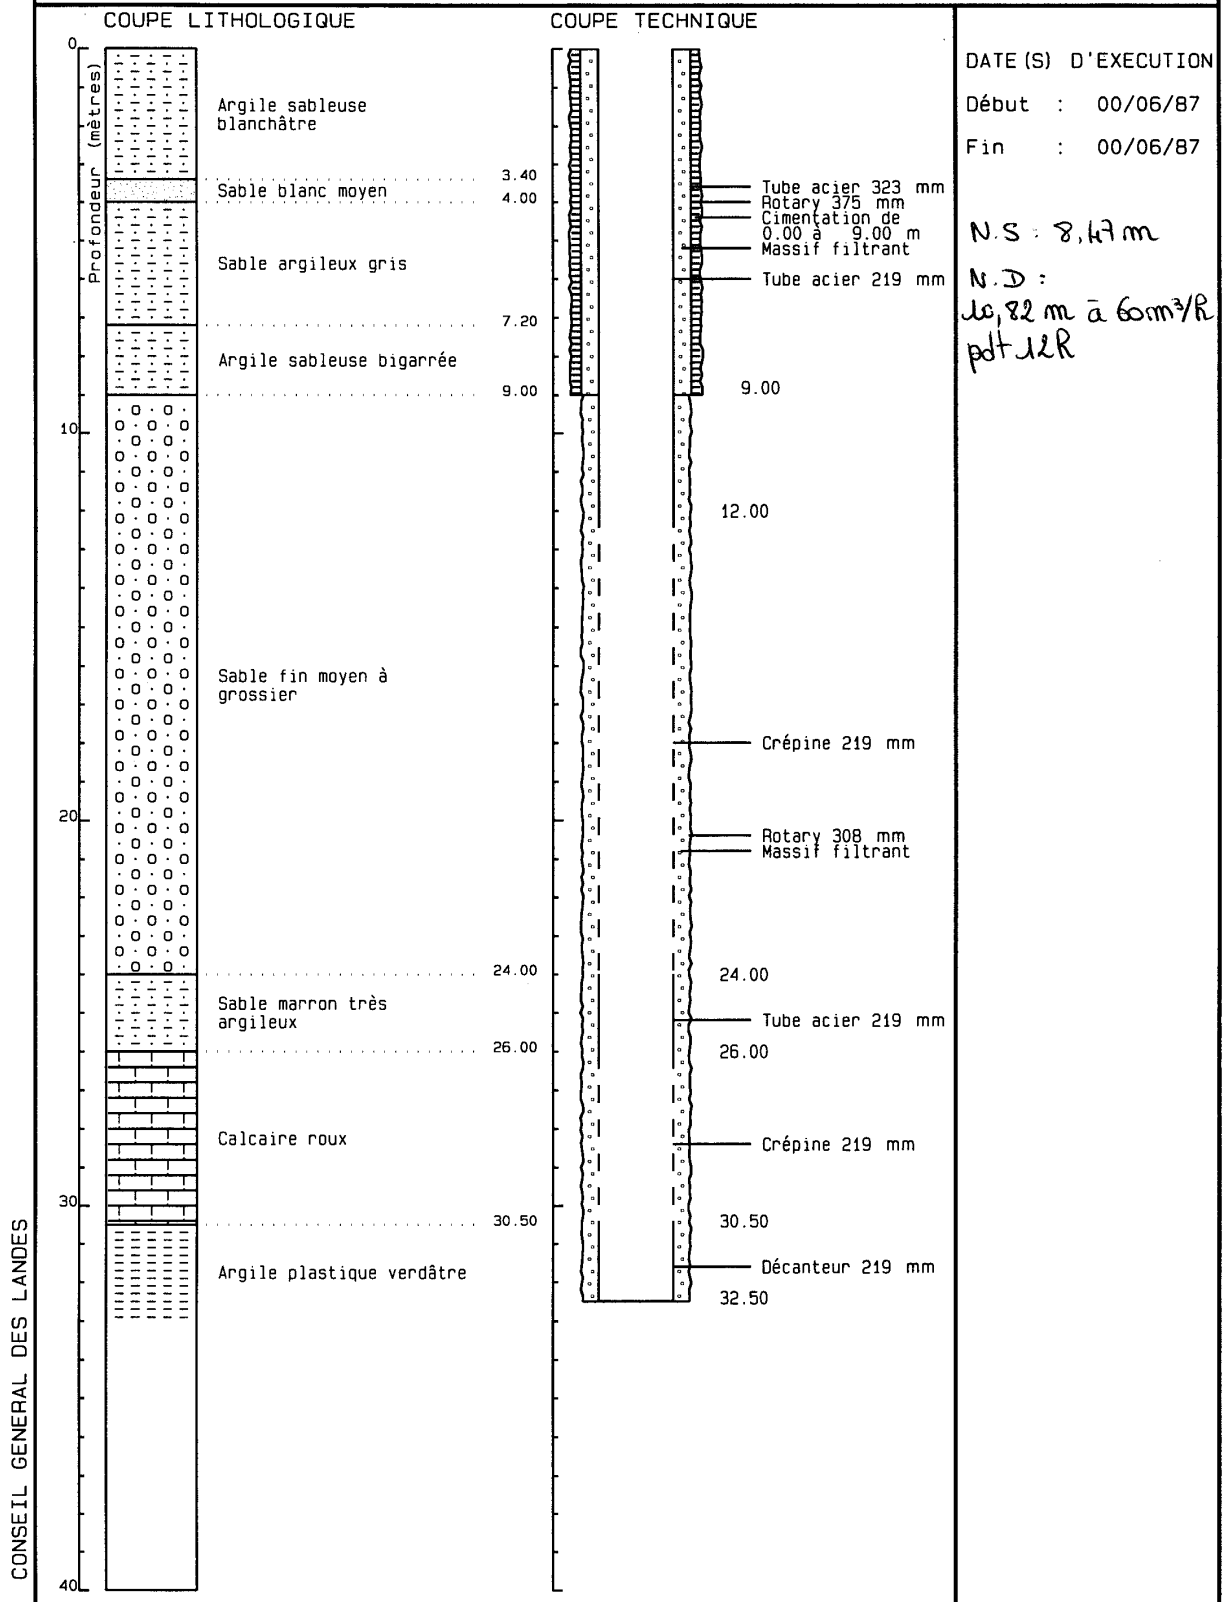 COUPE LITHOLOGIQUE
COUPE TECHNIQUE
Profondeur (mètres)
0
10
20
30
40
Argile sableuse
blanchâtre
3.40
Sable blanc moyen
4.00
Sable argileux gris
7.20
Argile sableuse bigarrée
9.00
Sable fin moyen à
grossier
24.00
Sable marron très
argileux
26.00
Calcaire roux
30.50
Argile plastique verdâtre
Tube acier 323 mm
Rotary 375 mm
Cimentation de
0.00 à 9.00 m
Massif filtrant
Tube acier 219 mm
9.00
12.00
Crépine 219 mm
Rotary 308 mm
Massif filtrant
24.00
Tube acier 219 mm
26.00
Crépine 219 mm
30.50
Décanteur 219 mm
32.50
DATE(S) D'EXECUTION
Début : 00/06/87
Fin : 00/06/87
N.S : 8,47 m
N.D :
10,82 m à 60m³/h
pdt 12h
CONSEIL GENERAL DES LANDES